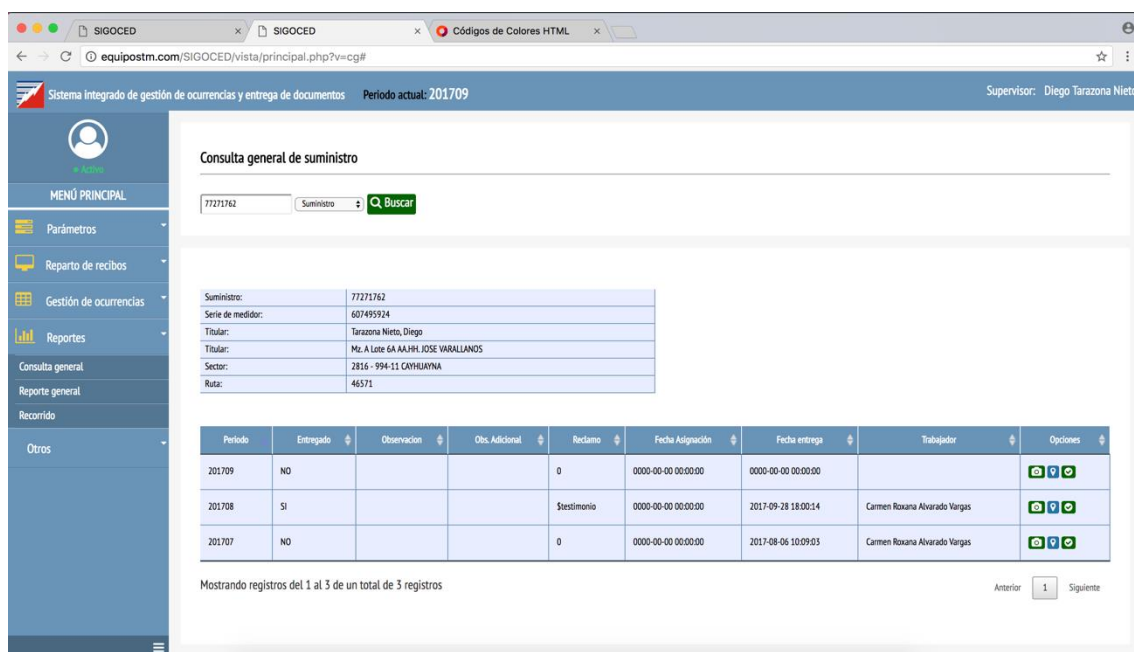 SIGOCED
SIGOCED
Códigos de Colores HTML
equipostm.com/SIGOCED/vista/principal.php?v=cg#
Sistema integrado de gestión de ocurrencias y entrega de documentos Periodo actual: 201709
Supervisor: Diego Tarazona Nieto
Activo
MENÚ PRINCIPAL
Parámetros
Reparto de recibos
Gestión de ocurrencias
Reportes
Consulta general
Reporte general
Recorrido
Otros
Consulta general de suministro
77271762 Suministro Buscar
Suministro: 77271762
Serie de medidor: 607495924
Titular: Tarazona Nieto, Diego
Titular: Mz. A Lote 6A AA.HH. JOSE VARALLANOS
Sector: 2816 - 994-11 CAYHUAYNA
Ruta: 46571
Periodo Entregado Observacion Obs. Adicional Reclamo Fecha Asignación Fecha entrega Trabajador Opciones
201709 NO 0 0000-00-00 00:00:00 0000-00-00 00:00:00
201708 SI $testimonio 0000-00-00 00:00:00 2017-09-28 18:00:14 Carmen Roxana Alvarado Vargas
201707 NO 0 0000-00-00 00:00:00 2017-08-06 10:09:03 Carmen Roxana Alvarado Vargas
Mostrando registros del 1 al 3 de un total de 3 registros
Anterior 1 Siguiente